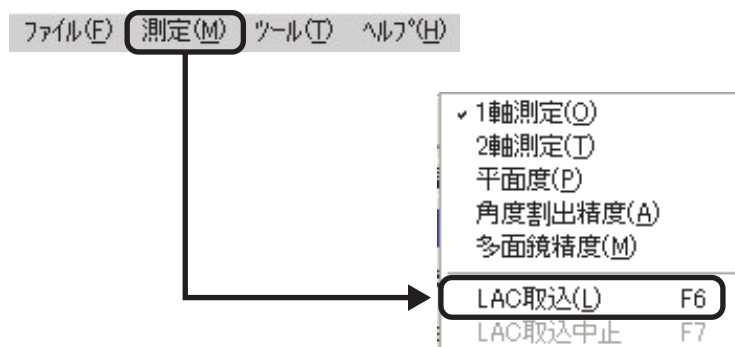 ファイル(F) 測定(M) ツール(T) ヘルプ(H)
✓ 1軸測定(O)
2軸測定(T)
平面度(P)
角度割出精度(A)
多面鏡精度(M)
LAC取込(L) F6
LAC取込中止 F7